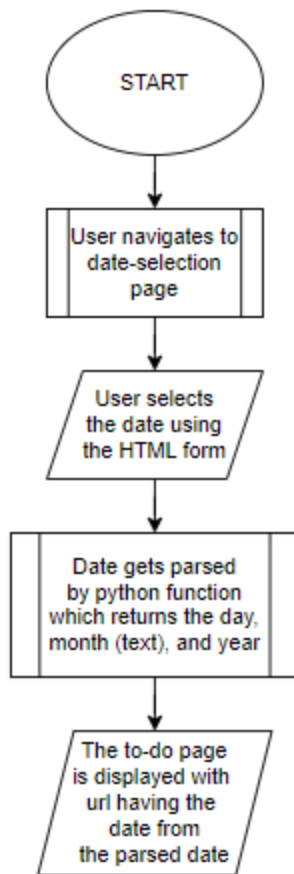 START
User navigates to
date-selection
page
User selects
the date using
the HTML form
Date gets parsed
by python function
which returns the day,
month (text), and year
The to-do page
is displayed with
url having the
date from
the parsed date